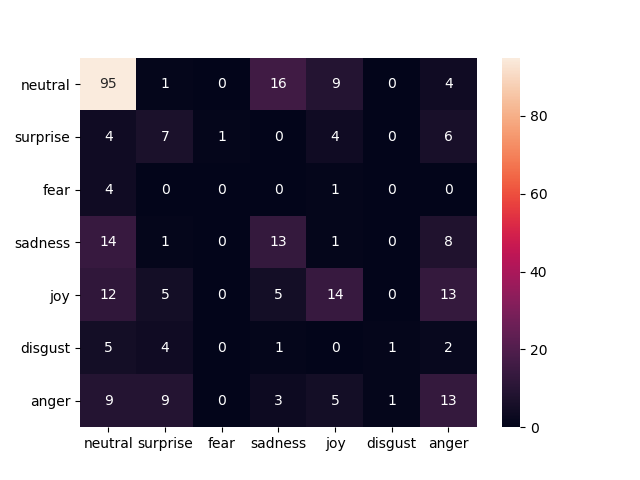 neutral 95 1 0 16 9 0 4
surprise 4 7 1 0 4 0 6
fear 4 0 0 0 1 0 0
sadness 14 1 0 13 1 0 8
joy 12 5 0 5 14 0 13
disgust 5 4 0 1 0 1 2
anger 9 9 0 3 5 1 13
neutral surprise fear sadness joy disgust anger
80
60
40
20
0